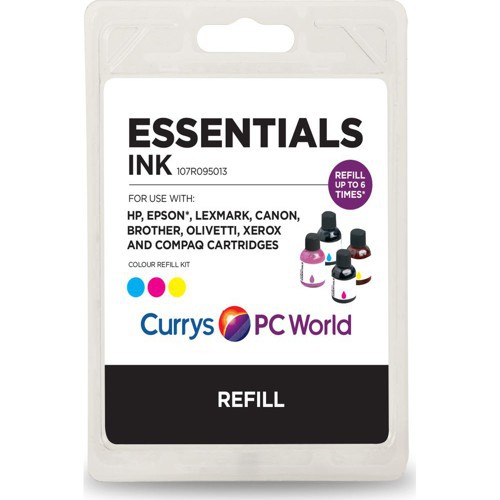 ESSENTIALS
INK 107R095013
REFILL
UP TO 6
TIMES*
FOR USE WITH:
HP, EPSON*, LEXMARK, CANON,
BROTHER, OLIVETTI, XEROX
AND COMPAQ CARTRIDGES
COLOUR REFILL KIT
Currys PC World
REFILL